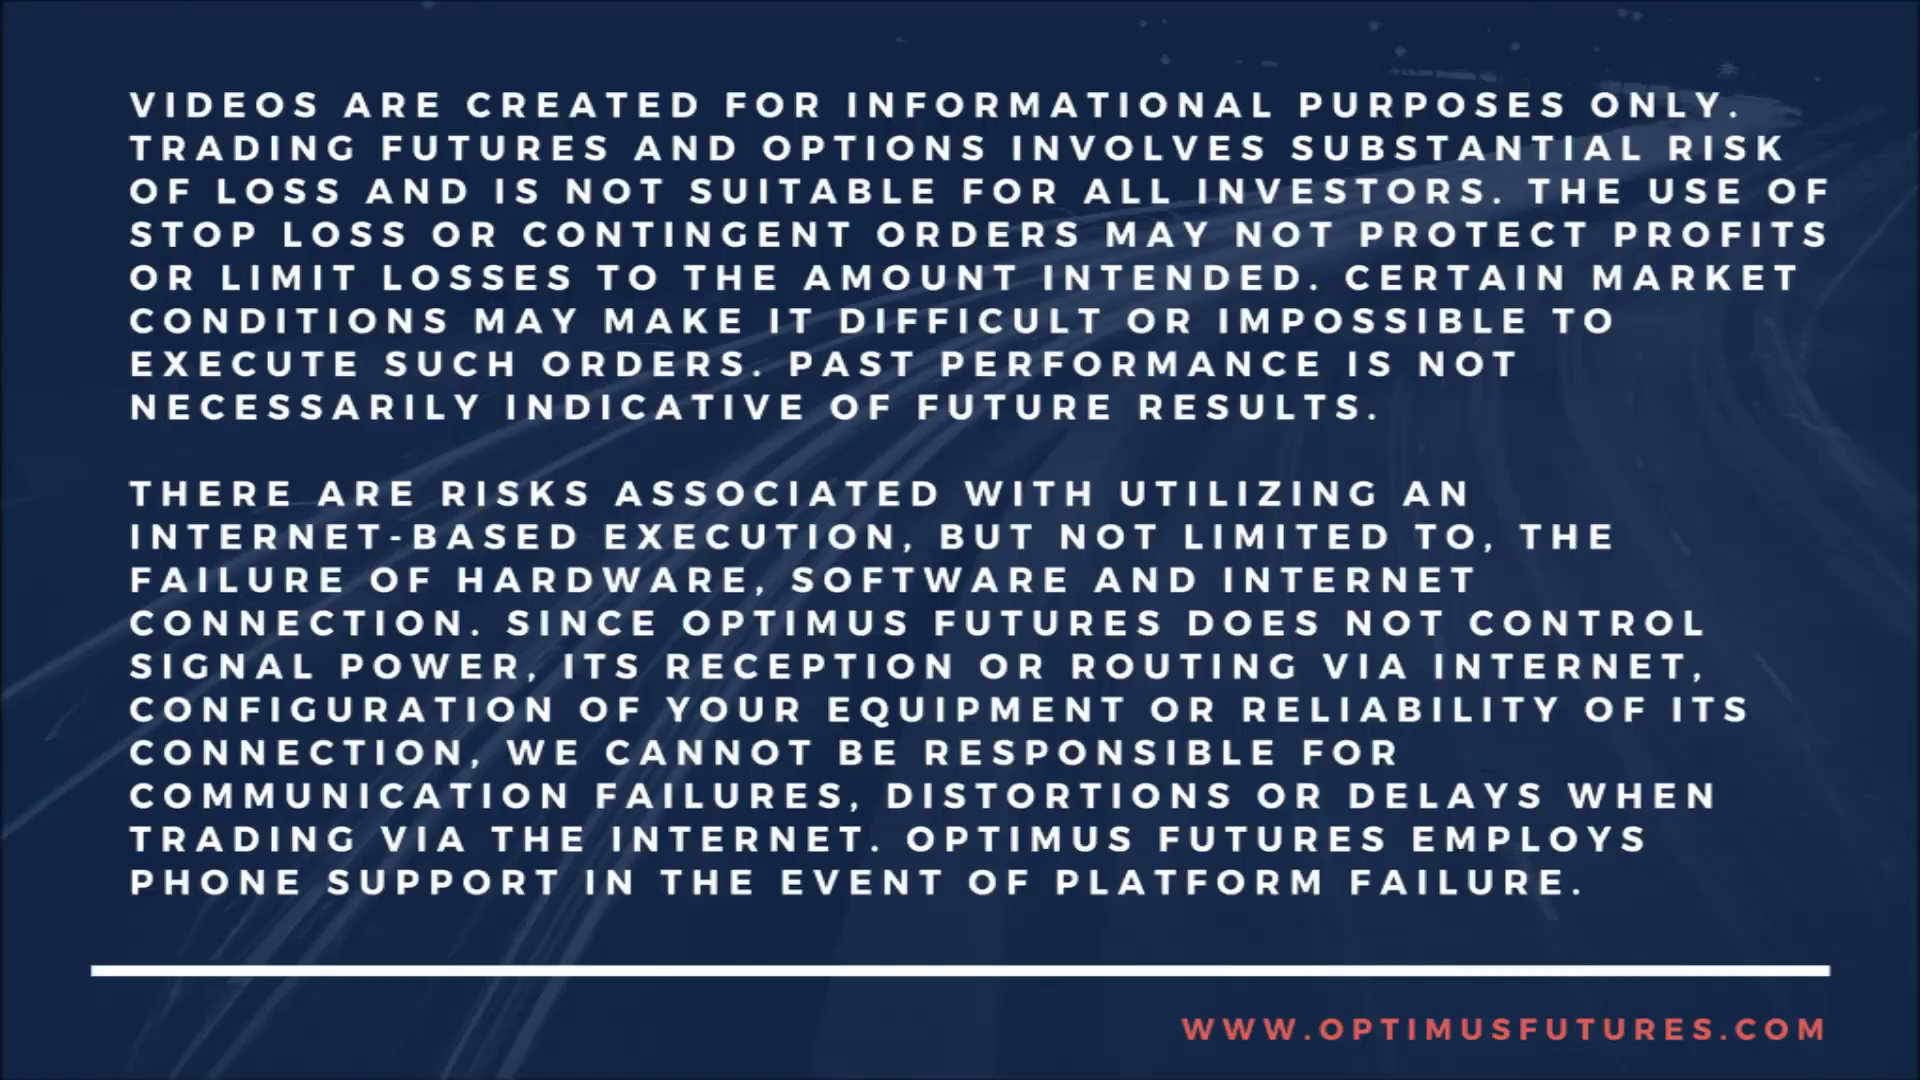 VIDEOS ARE CREATED FOR INFORMATIONAL PURPOSES ONLY.
TRADING FUTURES AND OPTIONS INVOLVES SUBSTANTIAL RISK
OF LOSS AND IS NOT SUITABLE FOR ALL INVESTORS. THE USE OF
STOP LOSS OR CONTINGENT ORDERS MAY NOT PROTECT PROFITS
OR LIMIT LOSSES TO THE AMOUNT INTENDED. CERTAIN MARKET
CONDITIONS MAY MAKE IT DIFFICULT OR IMPOSSIBLE TO
EXECUTE SUCH ORDERS. PAST PERFORMANCE IS NOT
NECESSARILY INDICATIVE OF FUTURE RESULTS.
THERE ARE RISKS ASSOCIATED WITH UTILIZING AN
INTERNET-BASED EXECUTION, BUT NOT LIMITED TO, THE
FAILURE OF HARDWARE, SOFTWARE AND INTERNET
CONNECTION. SINCE OPTIMUS FUTURES DOES NOT CONTROL
SIGNAL POWER, ITS RECEPTION OR ROUTING VIA INTERNET,
CONFIGURATION OF YOUR EQUIPMENT OR RELIABILITY OF ITS
CONNECTION, WE CANNOT BE RESPONSIBLE FOR
COMMUNICATION FAILURES, DISTORTIONS OR DELAYS WHEN
TRADING VIA THE INTERNET. OPTIMUS FUTURES EMPLOYS
PHONE SUPPORT IN THE EVENT OF PLATFORM FAILURE.
WWW.OPTIMUSFUTURES.COM